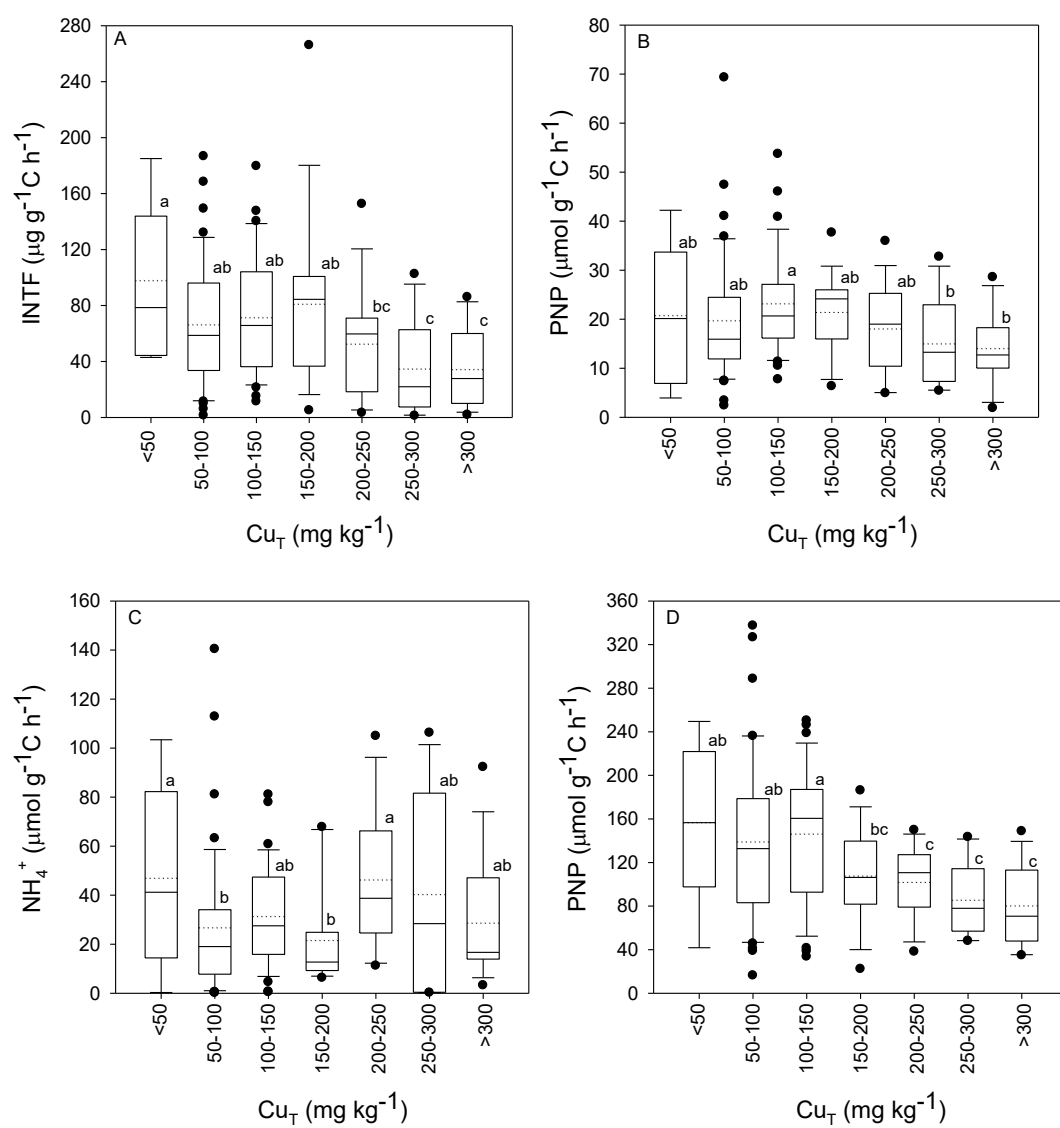 A
INTF (μg g⁻¹C h⁻¹)
280
240
200
160
120
80
40
0
a
ab
ab
ab
bc
c
c
<50
50-100
100-150
150-200
200-250
250-300
>300
Cu_T (mg kg⁻¹)
B
PNP (μmol g⁻¹C h⁻¹)
80
70
60
50
40
30
20
10
0
ab
ab
a
ab
ab
b
b
<50
50-100
100-150
150-200
200-250
250-300
>300
Cu_T (mg kg⁻¹)
C
NH₄⁺ (μmol g⁻¹C h⁻¹)
160
140
120
100
80
60
40
20
0
a
b
ab
b
a
ab
ab
<50
50-100
100-150
150-200
200-250
250-300
>300
Cu_T (mg kg⁻¹)
D
PNP (μmol g⁻¹C h⁻¹)
360
320
280
240
200
160
120
80
40
0
ab
ab
a
bc
c
c
c
<50
50-100
100-150
150-200
200-250
250-300
>300
Cu_T (mg kg⁻¹)